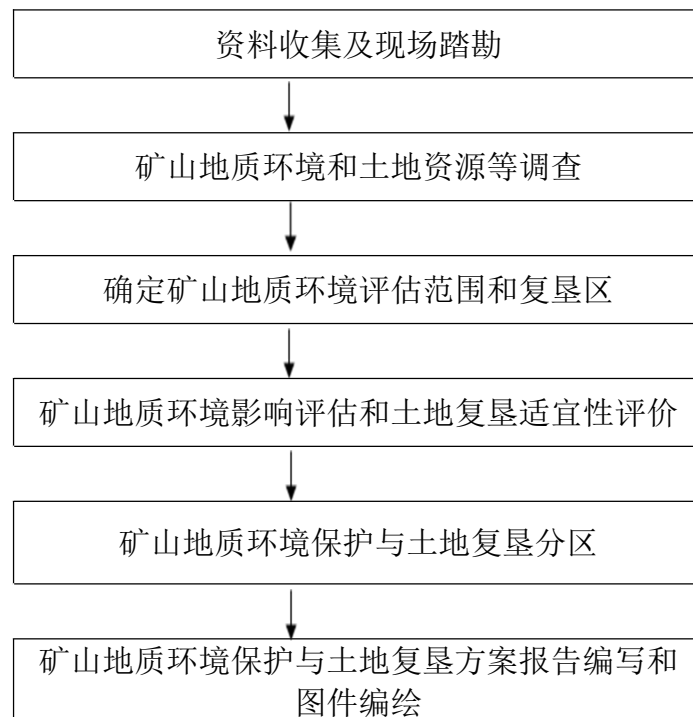 资料收集及现场踏勘
矿山地质环境和土地资源等调查
确定矿山地质环境评估范围和复垦区
矿山地质环境影响评估和土地复垦适宜性评价
矿山地质环境保护与土地复垦分区
矿山地质环境保护与土地复垦方案报告编写和
图件编绘